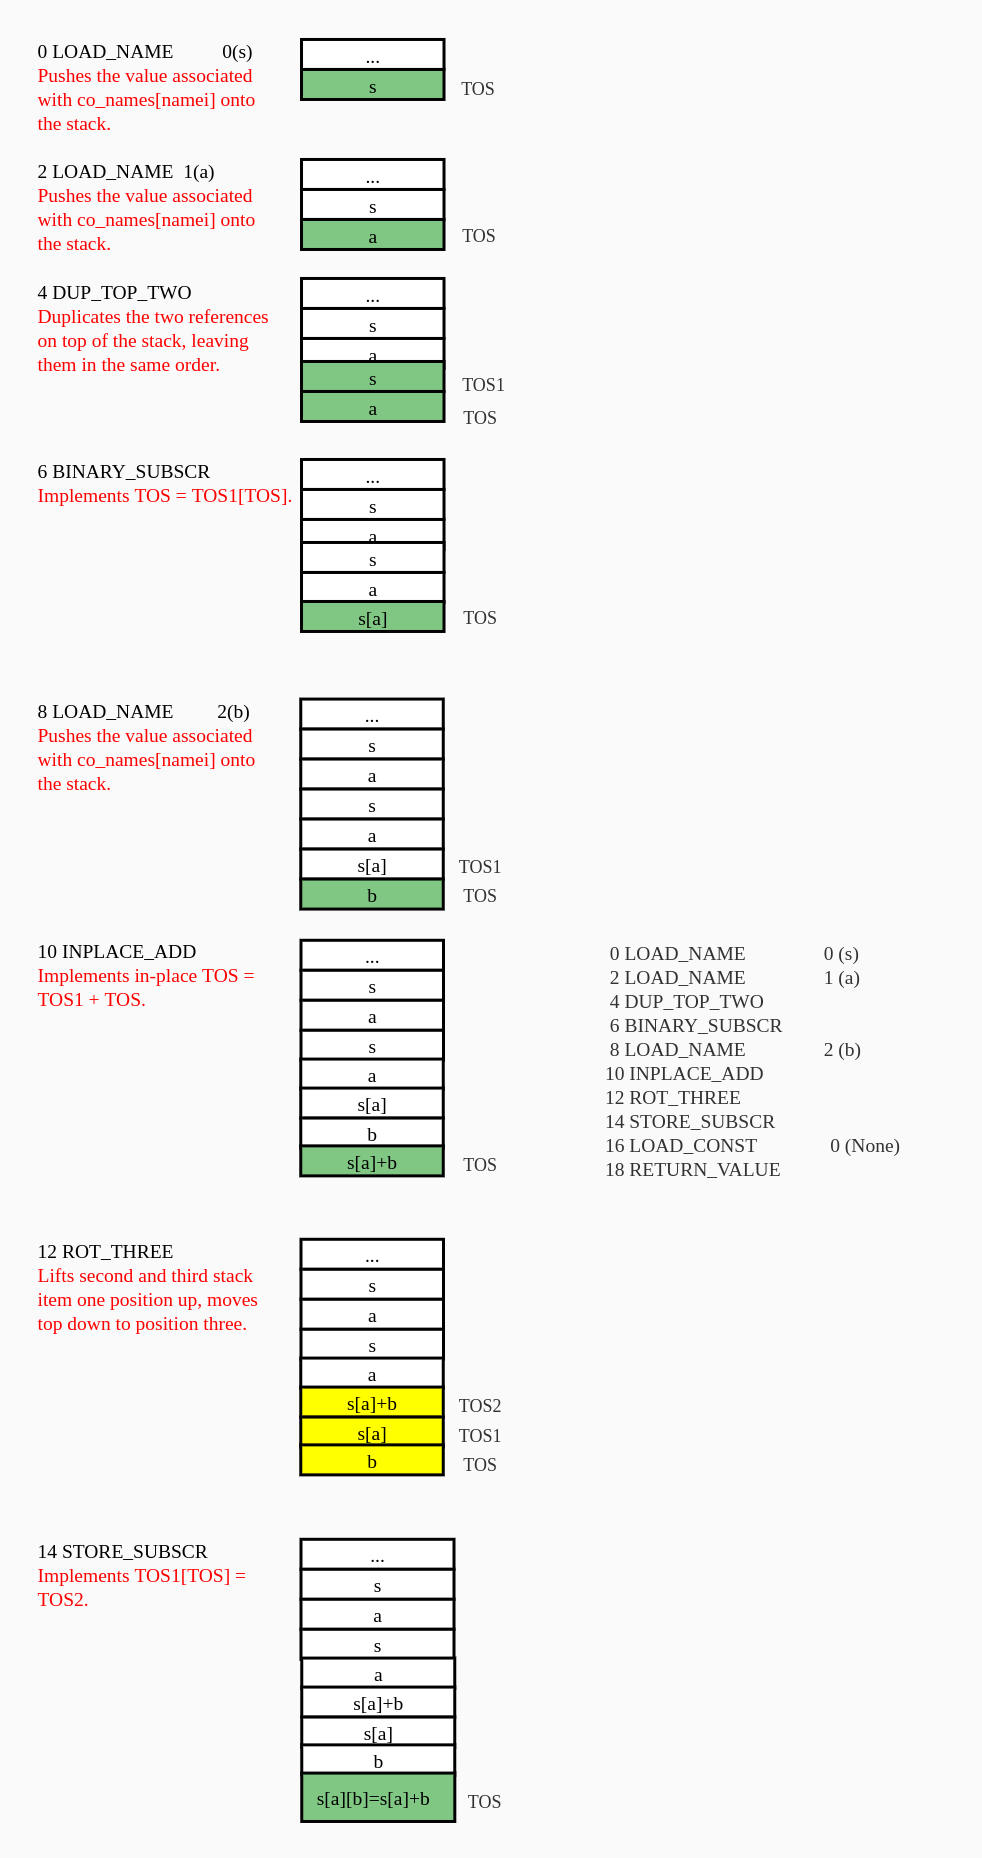 0 LOAD_NAME 0(s)
Pushes the value associated
with co_names[namei] onto
the stack.
...
s
TOS
2 LOAD_NAME 1(a)
Pushes the value associated
with co_names[namei] onto
the stack.
...
s
a
TOS
4 DUP_TOP_TWO
Duplicates the two references
on top of the stack, leaving
them in the same order.
...
s
a
s
TOS1
a
TOS
6 BINARY_SUBSCR
Implements TOS = TOS1[TOS].
...
s
a
s
a
s[a]
TOS
8 LOAD_NAME 2(b)
Pushes the value associated
with co_names[namei] onto
the stack.
...
s
a
s
a
s[a]
TOS1
b
TOS
10 INPLACE_ADD
Implements in-place TOS =
TOS1 + TOS.
...
s
a
s
a
s[a]
b
s[a]+b
TOS
0 LOAD_NAME 0 (s)
2 LOAD_NAME 1 (a)
4 DUP_TOP_TWO
6 BINARY_SUBSCR
8 LOAD_NAME 2 (b)
10 INPLACE_ADD
12 ROT_THREE
14 STORE_SUBSCR
16 LOAD_CONST 0 (None)
18 RETURN_VALUE
12 ROT_THREE
Lifts second and third stack
item one position up, moves
top down to position three.
...
s
a
s
a
s[a]+b
TOS2
s[a]
TOS1
b
TOS
14 STORE_SUBSCR
Implements TOS1[TOS] =
TOS2.
...
s
a
s
a
s[a]+b
s[a]
b
s[a][b]=s[a]+b
TOS